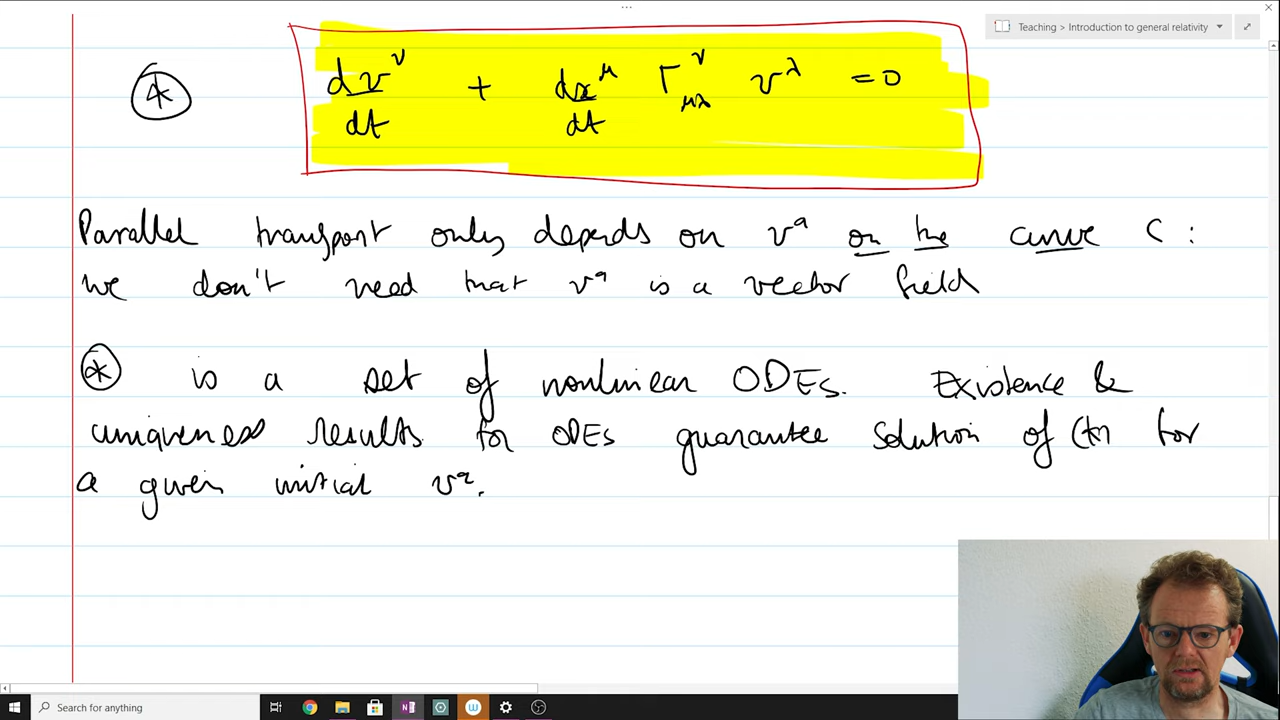 Teaching > Introduction to general relativity
(*) dv^ν/dt + dx^μ/dt Γ^ν_μλ v^λ = 0
Parallel transport only depends on v^a on the curve C :
we don't need that v^a is a vector field
(*) is a set of nonlinear ODEs. Existence &
uniqueness results for ODEs guarantee solution of (*) for
a given initial v^a.
Search for anything